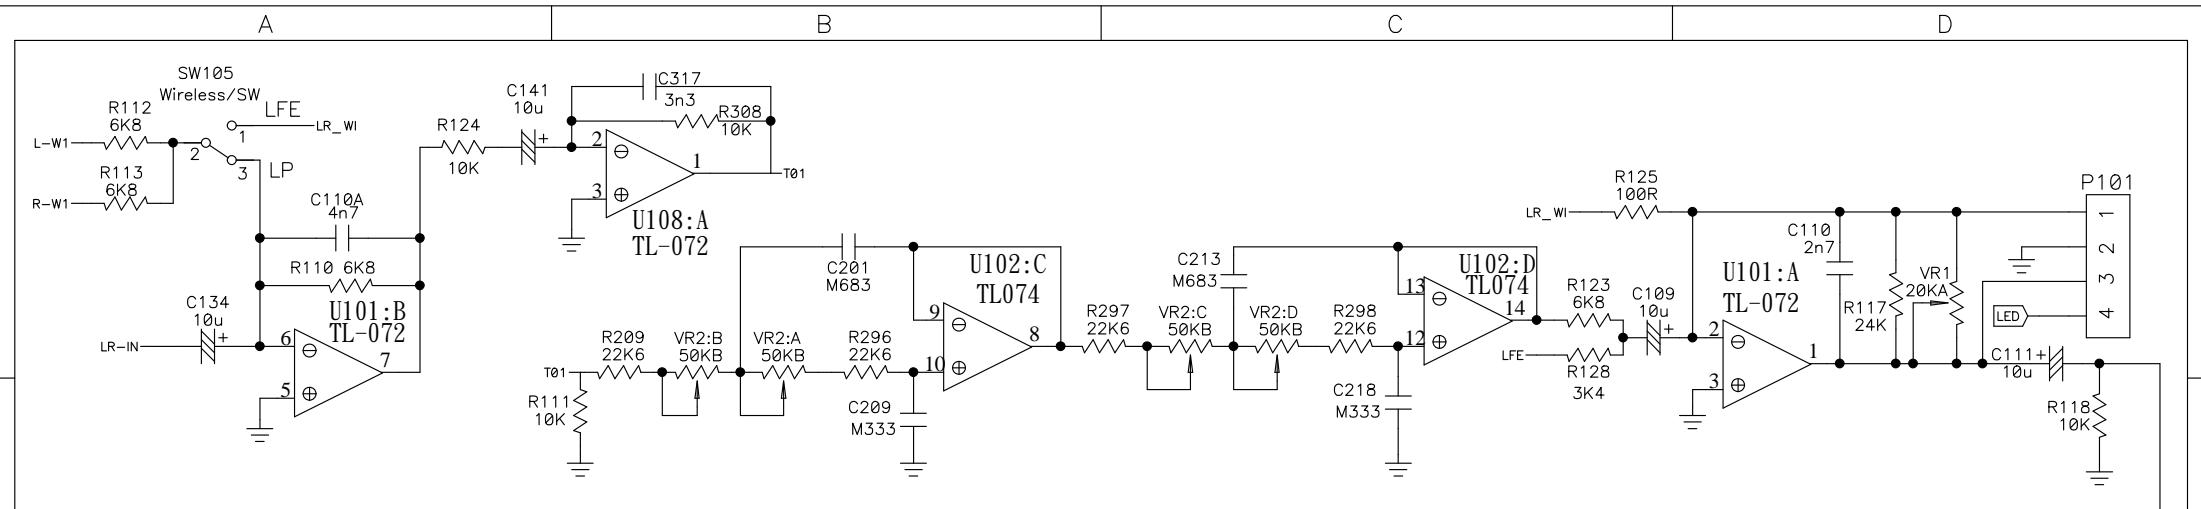 A
B
C
D
SW105
Wireless/SW
R112
6K8
LFE
L-W1
1
LR_WI
2
R113
6K8
3
LP
R-W1
C110A
4n7
R110 6K8
U101:B
TL-072
C134
10u
+
LR-IN
6
7
5
R124
10K
C141
10u
+
C317
3n3
R308
10K
2
1
T01
3
U108:A
TL-072
C201
M683
U102:C
TL074
9
8
10
R209
22K6
VR2:B
50KB
VR2:A
50KB
R296
22K6
T01
R111
10K
C209
M333
R297
22K6
VR2:C
50KB
C213
M683
VR2:D
50KB
R298
22K6
U102:D
TL074
13
14
12
C218
M333
R123
6K8
LFE
R128
3K4
C109
10u
+
R125
100R
LR_WI
U101:A
TL-072
2
1
3
C110
2n7
R117
24K
VR1
20KA
P101
1
2
3
4
LED
C111
+
10u
R118
10K